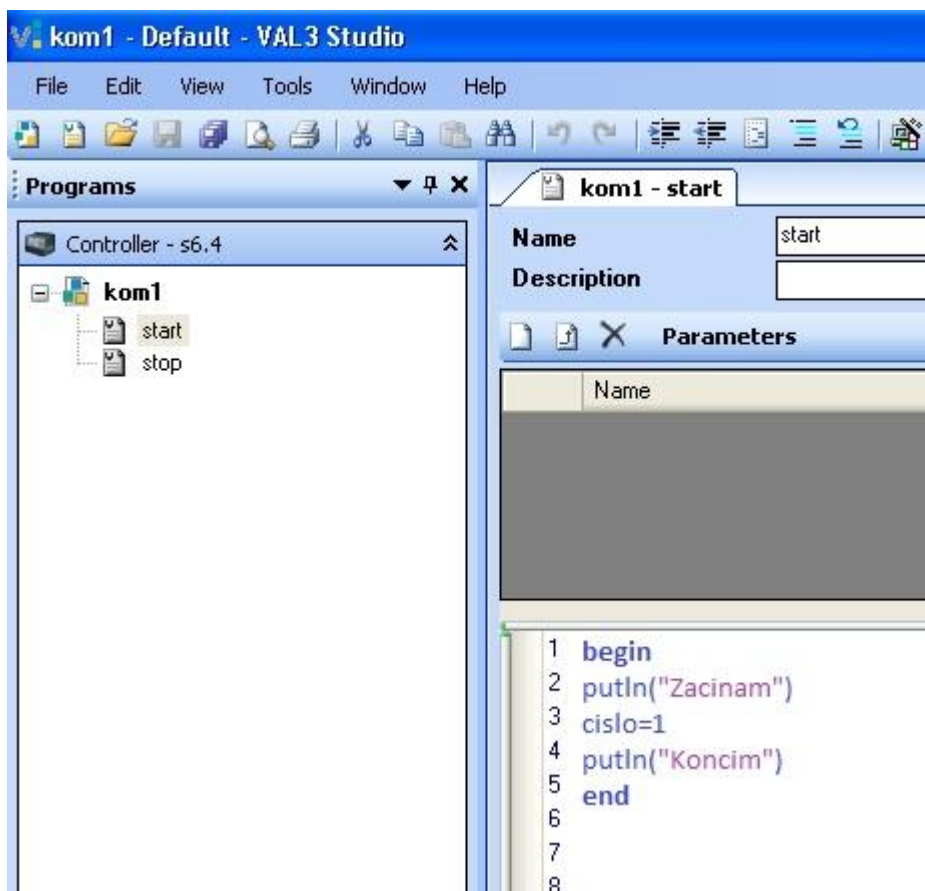 kom1 - Default - VAL3 Studio
File Edit View Tools Window Help
Programs
kom1 - start
Controller - s6.4
Name start
Description
kom1
start
stop
Parameters
Name
1 begin
2 putln("Zacinam")
3 cislo=1
4 putln("Koncim")
5 end
6
7
8